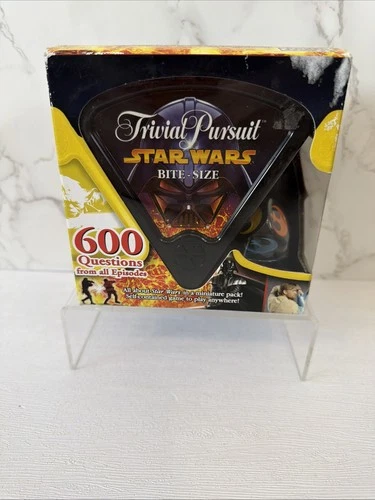 Trivial Pursuit
STAR WARS
BITE-SIZE
600
Questions
from all Episodes
All about Star Wars in a miniature pack!
Self-contained game to play anywhere!